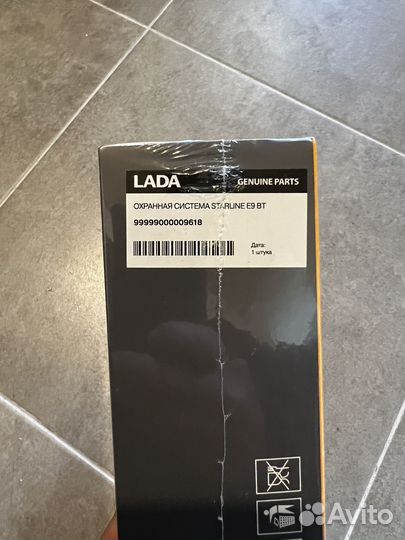 LADA GENUINE PARTS
ОХРАННАЯ СИСТЕМА STARLINE E9 BT
99999000009618
Дата:
1 штука
Avito